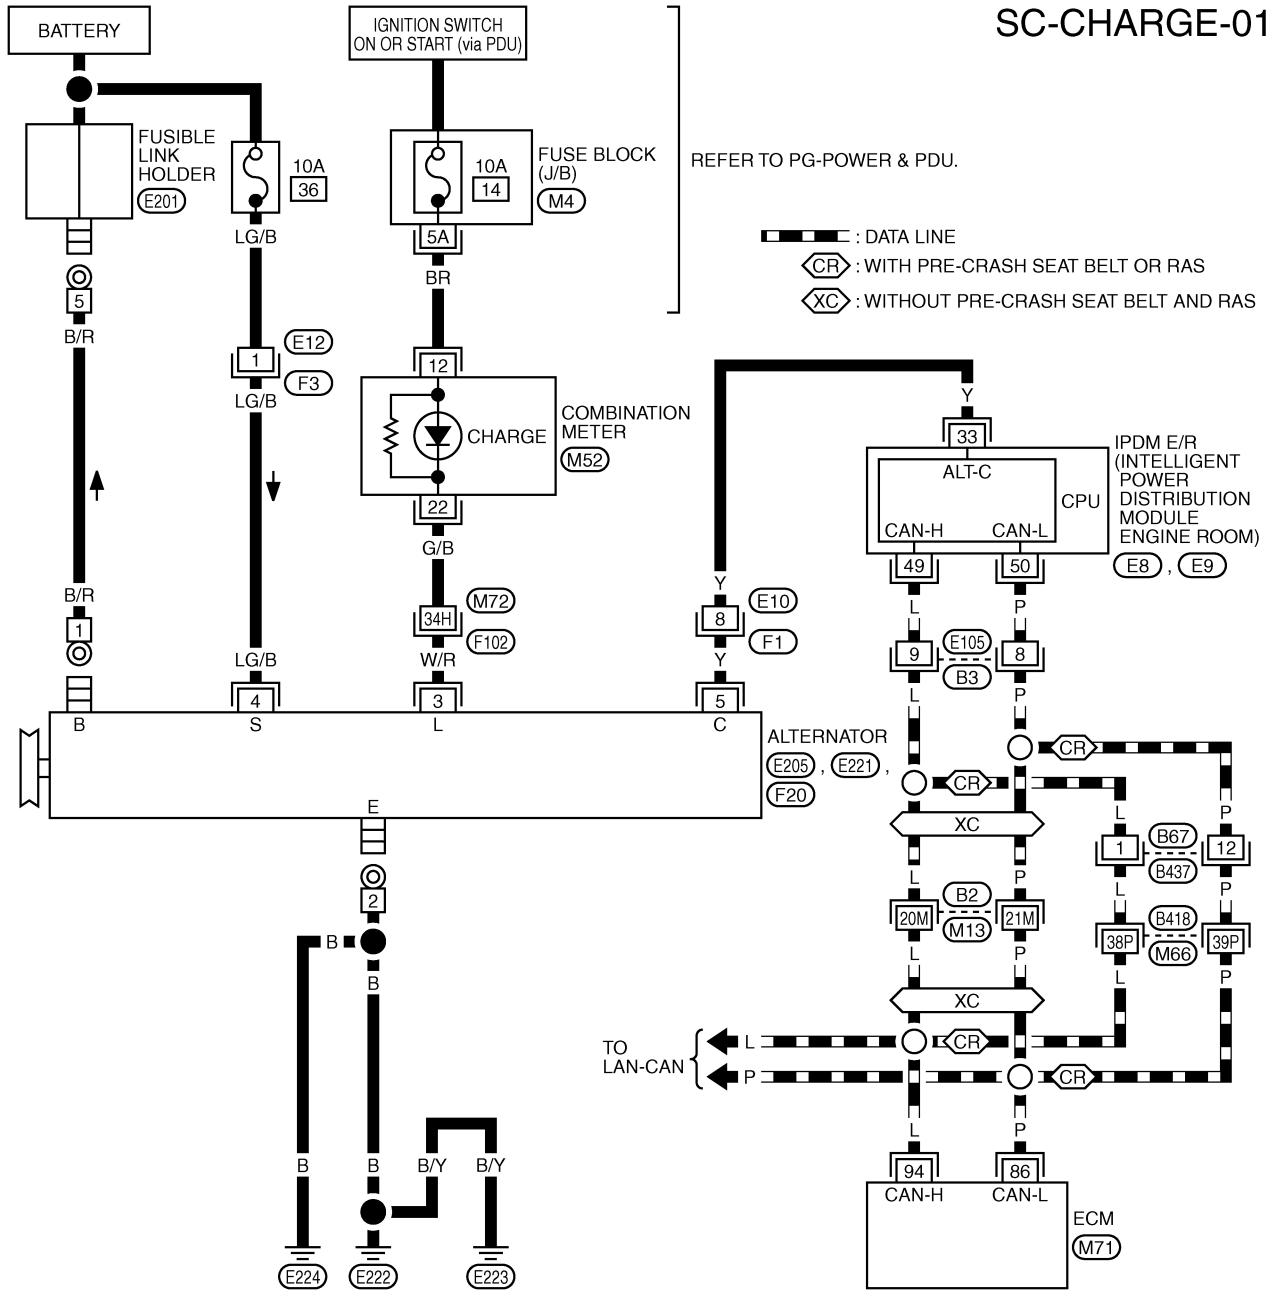 SC-CHARGE-01
BATTERY
IGNITION SWITCH
ON OR START (via PDU)
FUSIBLE
LINK
HOLDER
E201
10A
36
10A
14
FUSE BLOCK
(J/B)
M4
REFER TO PG-POWER & PDU.
LG/B
5A
BR
: DATA LINE
CR : WITH PRE-CRASH SEAT BELT OR RAS
XC : WITHOUT PRE-CRASH SEAT BELT AND RAS
5
B/R
1
E12
F3
LG/B
12
CHARGE
COMBINATION
METER
M52
22
G/B
Y
33
ALT-C
CPU
CAN-H
CAN-L
IPDM E/R
(INTELLIGENT
POWER
DISTRIBUTION
MODULE
ENGINE ROOM)
E8 , E9
49
50
B/R
1
M72
34H
F102
W/R
Y
E10
8
F1
Y
L
P
9
E105
B3
8
L
P
LG/B
4
3
5
B
S
L
C
ALTERNATOR
E205 , E221 ,
F20
E
2
CR
CR
XC
L
P
1
B67
B437
12
L
P
L
P
20M
B2
M13
21M
38P
B418
M66
39P
L
P
L
P
XC
B
B
TO
LAN-CAN
L
P
CR
CR
L
P
B
B
B/Y
B/Y
94
86
CAN-H
CAN-L
ECM
M71
E224
E222
E223